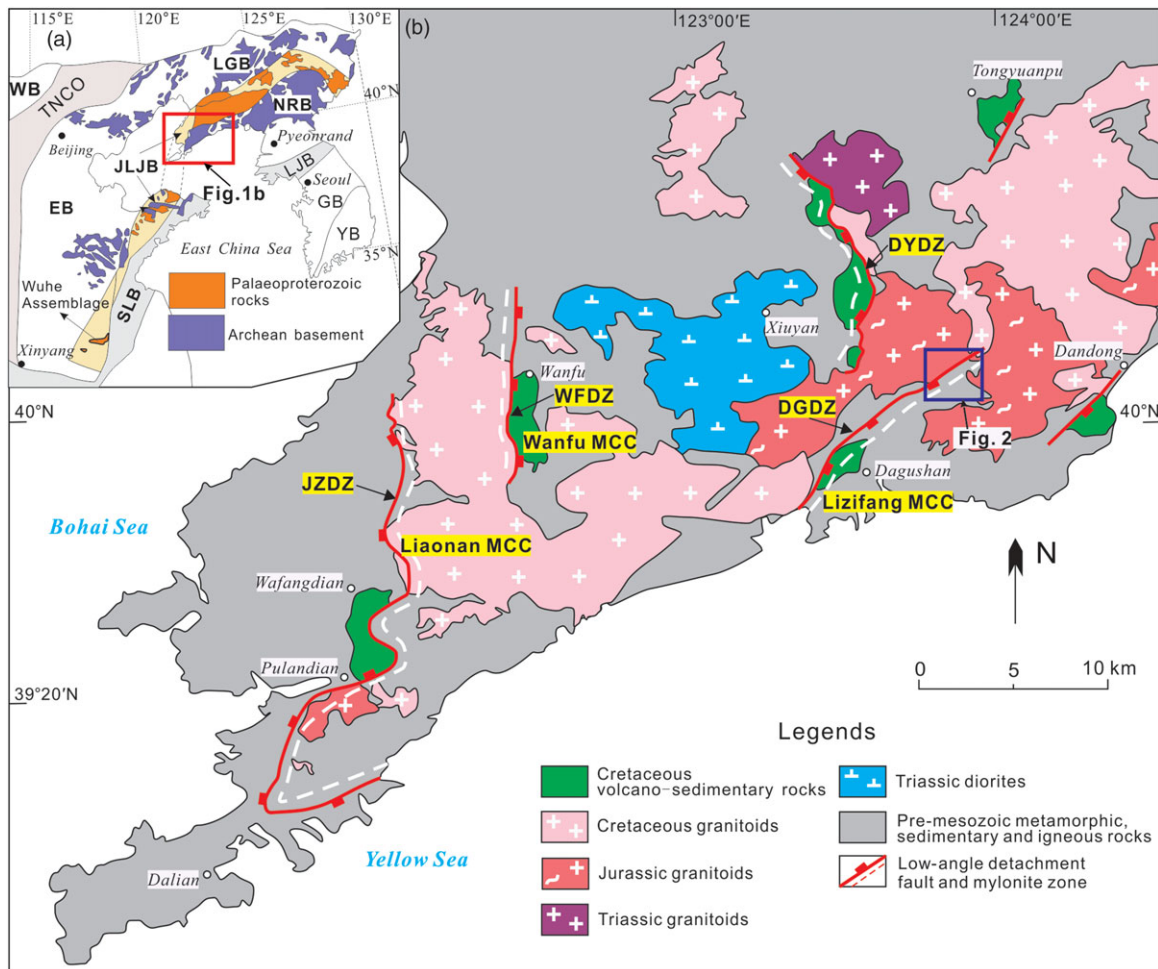 115°E
120°E
125°E
130°E
(a)
LGB
WB
TNCO
NRB
40°N
Beijing
Pyeonrand
JLJB
LJB
Fig.1b
Seoul
EB
GB
YB
East China Sea
35°N
Wuhe
Assemblage
SLB
Palaeoproterozoic
rocks
Archean basement
Xinyang
(b)
123°00′E
124°00′E
Tongyuanpu
DYDZ
Xiuyan
Wanfu
Dandong
WFDZ
DGDZ
40°N
40°N
Fig. 2
Wanfu MCC
Dagushan
JZDZ
Lizifang MCC
Bohai Sea
Liaonan MCC
N
Wafangdian
Pulandian
0 5 10 km
39°20′N
Yellow Sea
Dalian
Legends
Cretaceous
volcano-sedimentary rocks
Cretaceous granitoids
Jurassic granitoids
Triassic granitoids
Triassic diorites
Pre-mesozoic metamorphic,
sedimentary and igneous rocks
Low-angle detachment
fault and mylonite zone